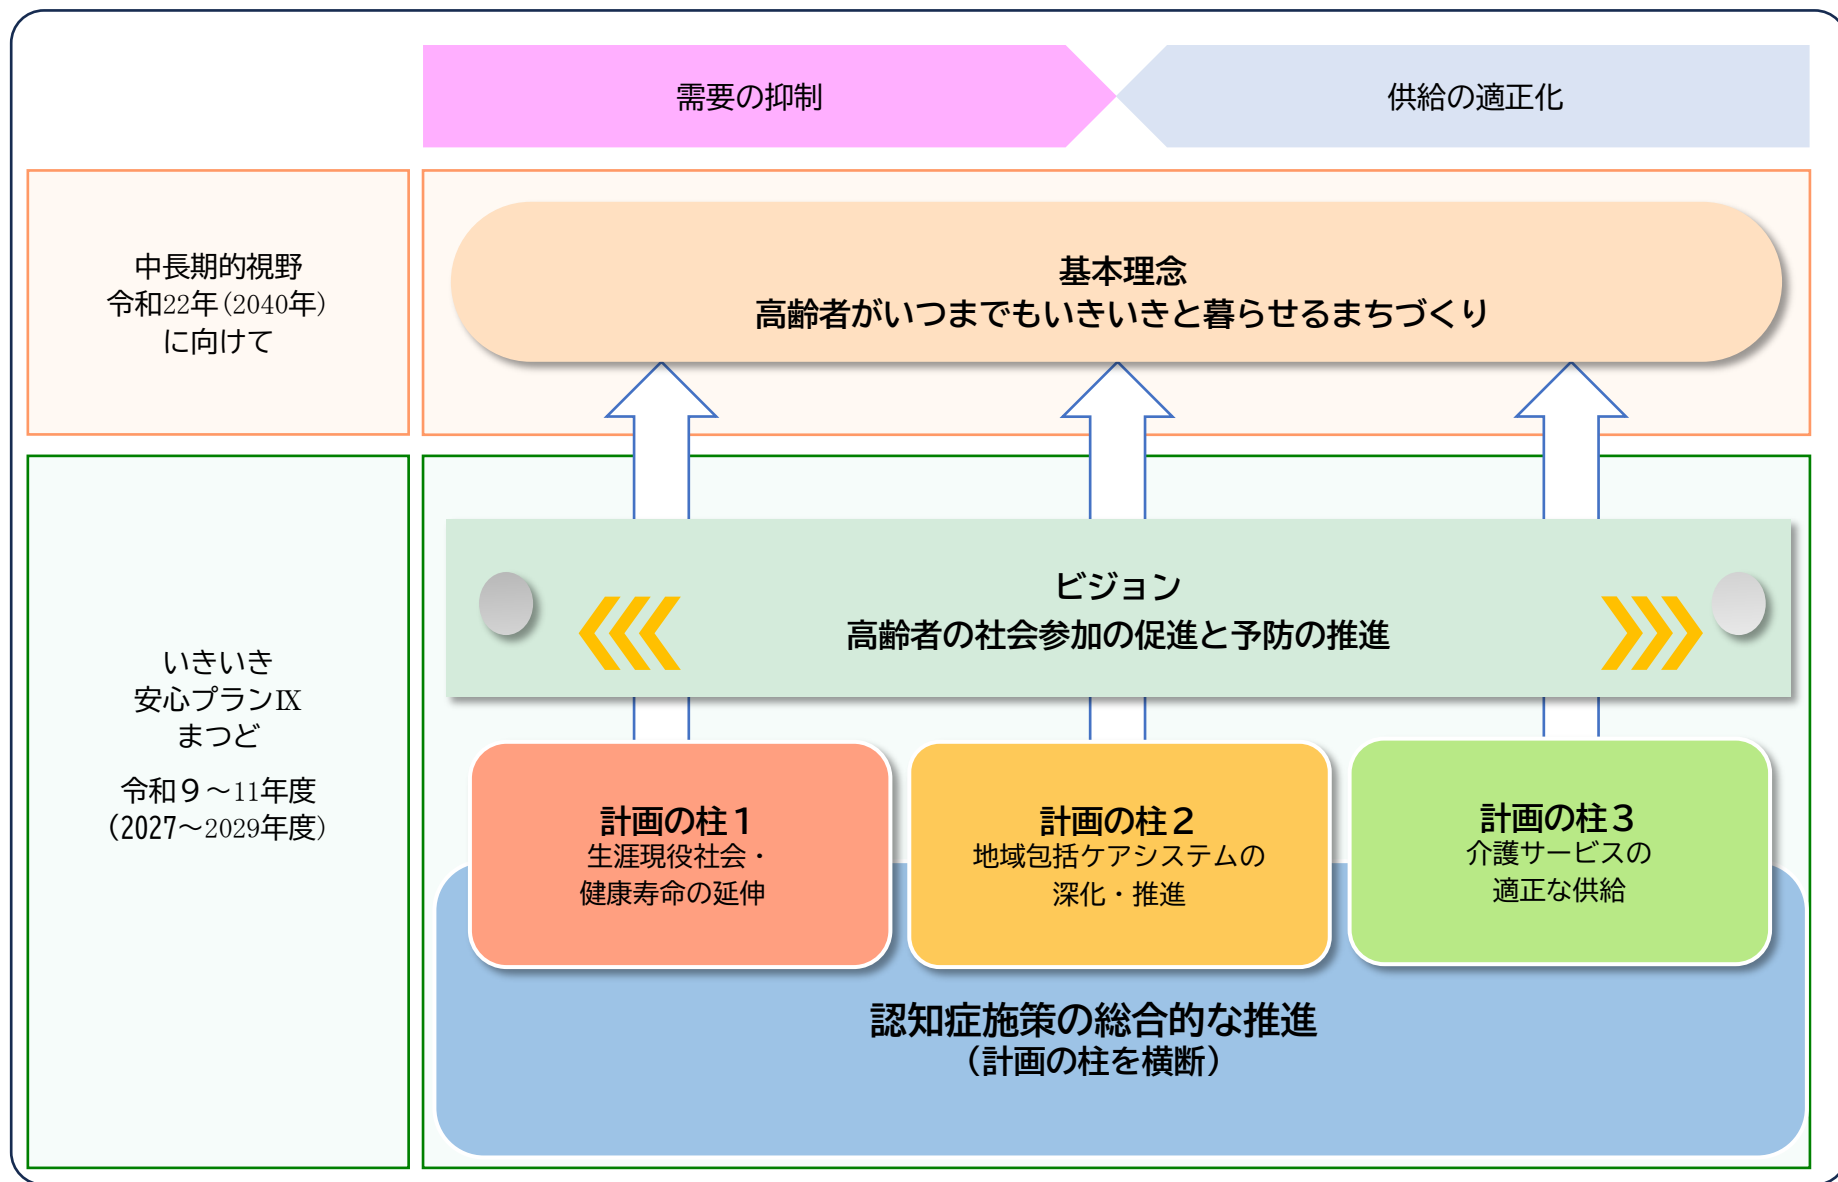 需要の抑制
供給の適正化
中長期的視野
令和22年(2040年)
に向けて
基本理念
高齢者がいつまでもいきいきと暮らせるまちづくり
いきいき
安心プランⅨ
まつど
令和9～11年度
(2027～2029年度)
ビジョン
高齢者の社会参加の促進と予防の推進
計画の柱1
生涯現役社会・
健康寿命の延伸
計画の柱2
地域包括ケアシステムの
深化・推進
計画の柱3
介護サービスの
適正な供給
認知症施策の総合的な推進
(計画の柱を横断)